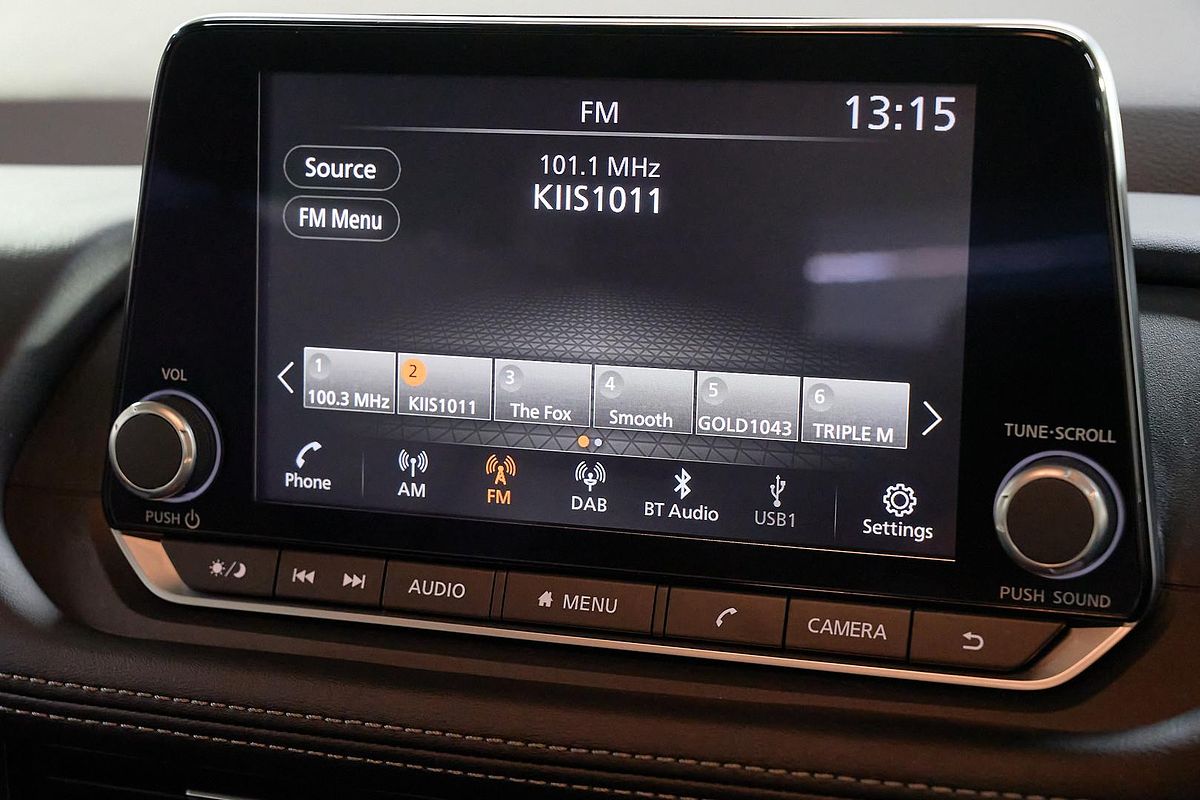 FM
13:15
Source
101.1 MHz
FM Menu
KIIS1011
1
100.3 MHz
2
KIIS1011
3
The Fox
4
Smooth
5
GOLD1043
6
TRIPLE M
Phone
AM
FM
DAB
BT Audio
USB1
Settings
VOL
PUSH
TUNE·SCROLL
PUSH SOUND
AUDIO
MENU
CAMERA